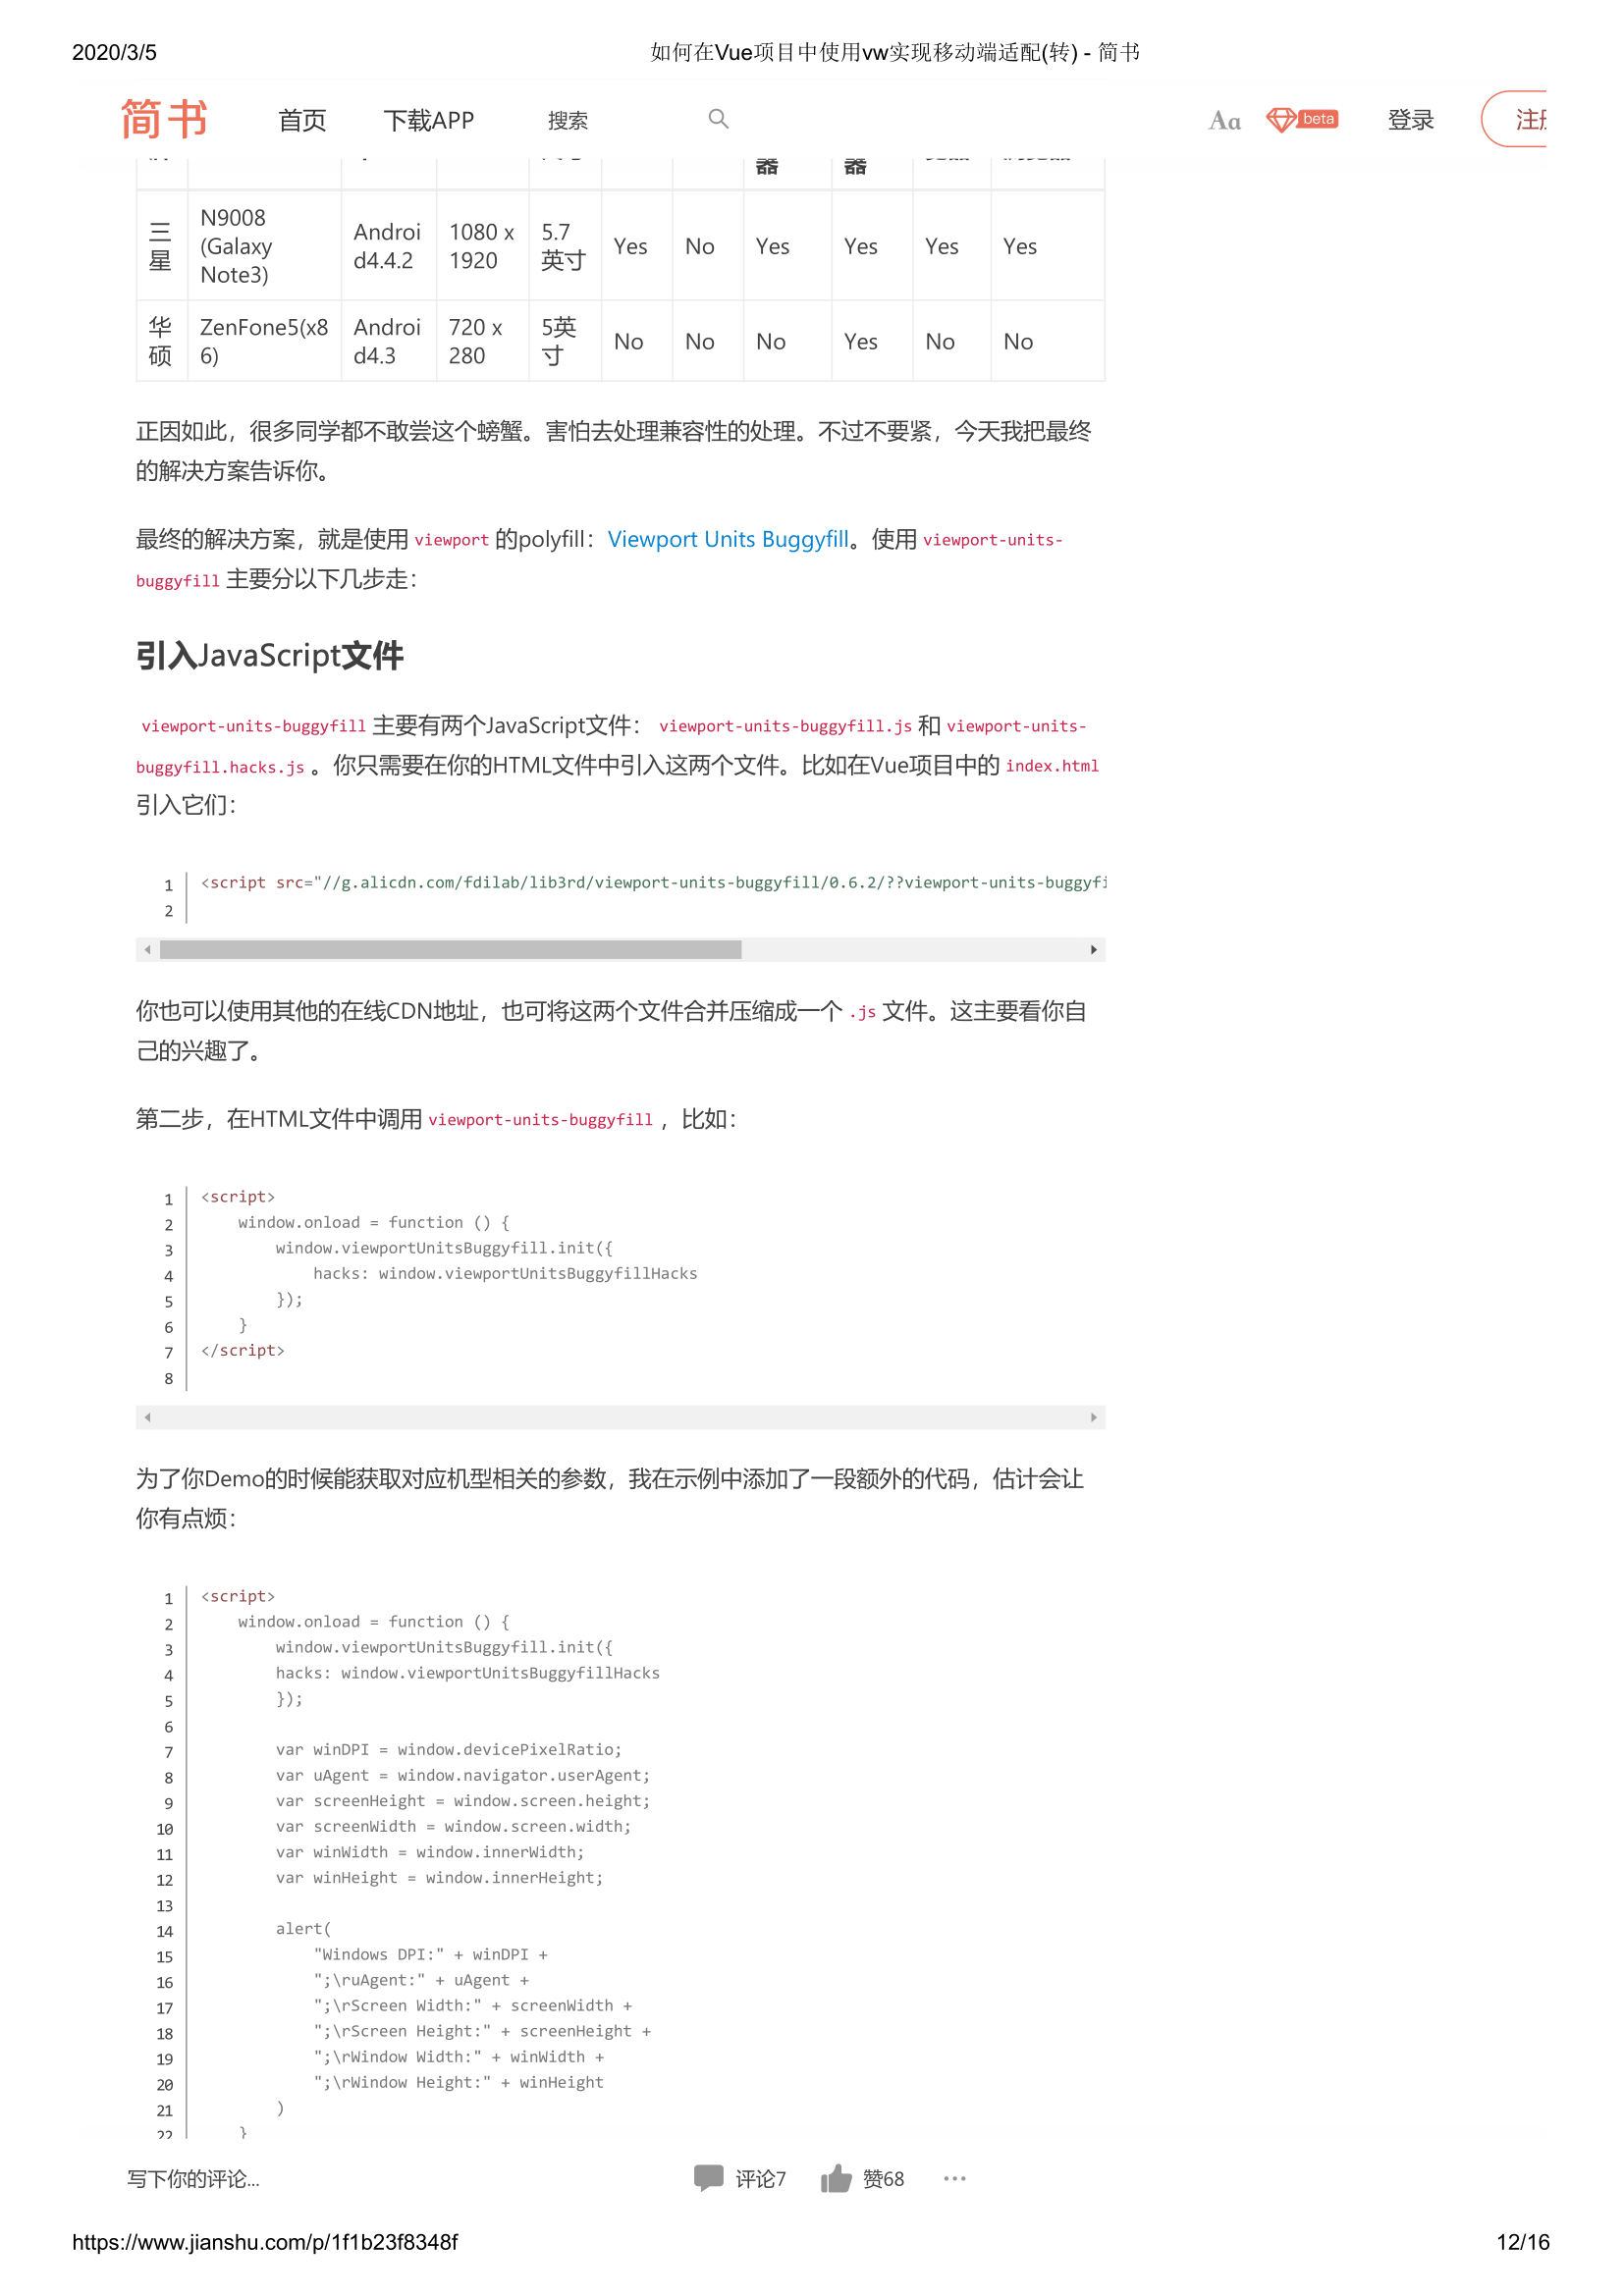 2020/3/5
如何在Vue项目中使用vw实现移动端适配(转) - 简书
简书 首页 下载APP 搜索 Aa beta 登录
器 器
三星 N9008 (Galaxy Note3) Android4.4.2 1080 x 1920 5.7英寸 Yes No Yes Yes Yes Yes
华硕 ZenFone5(x86) Android4.3 720 x 280 5英寸 No No No Yes No No
正因如此，很多同学都不敢尝这个螃蟹。害怕去处理兼容性的处理。不过不要紧，今天我把最终
的解决方案告诉你。
最终的解决方案，就是使用 viewport 的polyfill：Viewport Units Buggyfill。使用 viewport-units-
buggyfill 主要分以下几步走：
引入JavaScript文件
viewport-units-buggyfill 主要有两个JavaScript文件： viewport-units-buggyfill.js 和 viewport-units-
buggyfill.hacks.js 。你只需要在你的HTML文件中引入这两个文件。比如在Vue项目中的 index.html
引入它们：
1 <script src="//g.alicdn.com/fdilab/lib3rd/viewport-units-buggyfill/0.6.2/??viewport-units-buggyfi
2
你也可以使用其他的在线CDN地址，也可将这两个文件合并压缩成一个 .js 文件。这主要看你自
己的兴趣了。
第二步，在HTML文件中调用 viewport-units-buggyfill ，比如：
1 <script>
2     window.onload = function () {
3         window.viewportUnitsBuggyfill.init({
4             hacks: window.viewportUnitsBuggyfillHacks
5         });
6     }
7 </script>
8
为了你Demo的时候能获取对应机型相关的参数，我在示例中添加了一段额外的代码，估计会让
你有点烦：
1 <script>
2     window.onload = function () {
3         window.viewportUnitsBuggyfill.init({
4         hacks: window.viewportUnitsBuggyfillHacks
5         });
6
7         var winDPI = window.devicePixelRatio;
8         var uAgent = window.navigator.userAgent;
9         var screenHeight = window.screen.height;
10         var screenWidth = window.screen.width;
11         var winWidth = window.innerWidth;
12         var winHeight = window.innerHeight;
13
14         alert(
15             "Windows DPI:" + winDPI +
16             ";\ruAgent:" + uAgent +
17             ";\rScreen Width:" + screenWidth +
18             ";\rScreen Height:" + screenHeight +
19             ";\rWindow Width:" + winWidth +
20             ";\rWindow Height:" + winHeight
21         )
22     }
写下你的评论... 评论7 赞68 ...
https://www.jianshu.com/p/1f1b23f8348f
12/16